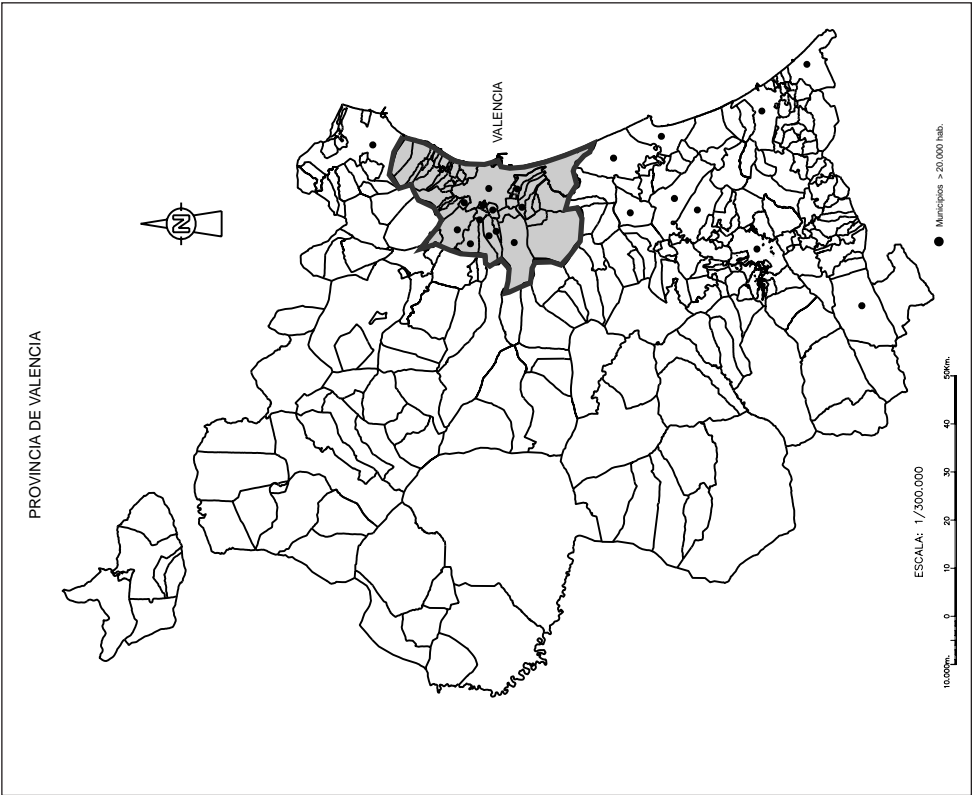 PROVINCIA DE VALENCIA
N
VALENCIA
Municipios > 20.000 hab.
ESCALA: 1/300.000
10.000m. 0 10 20 30 40 50Km.